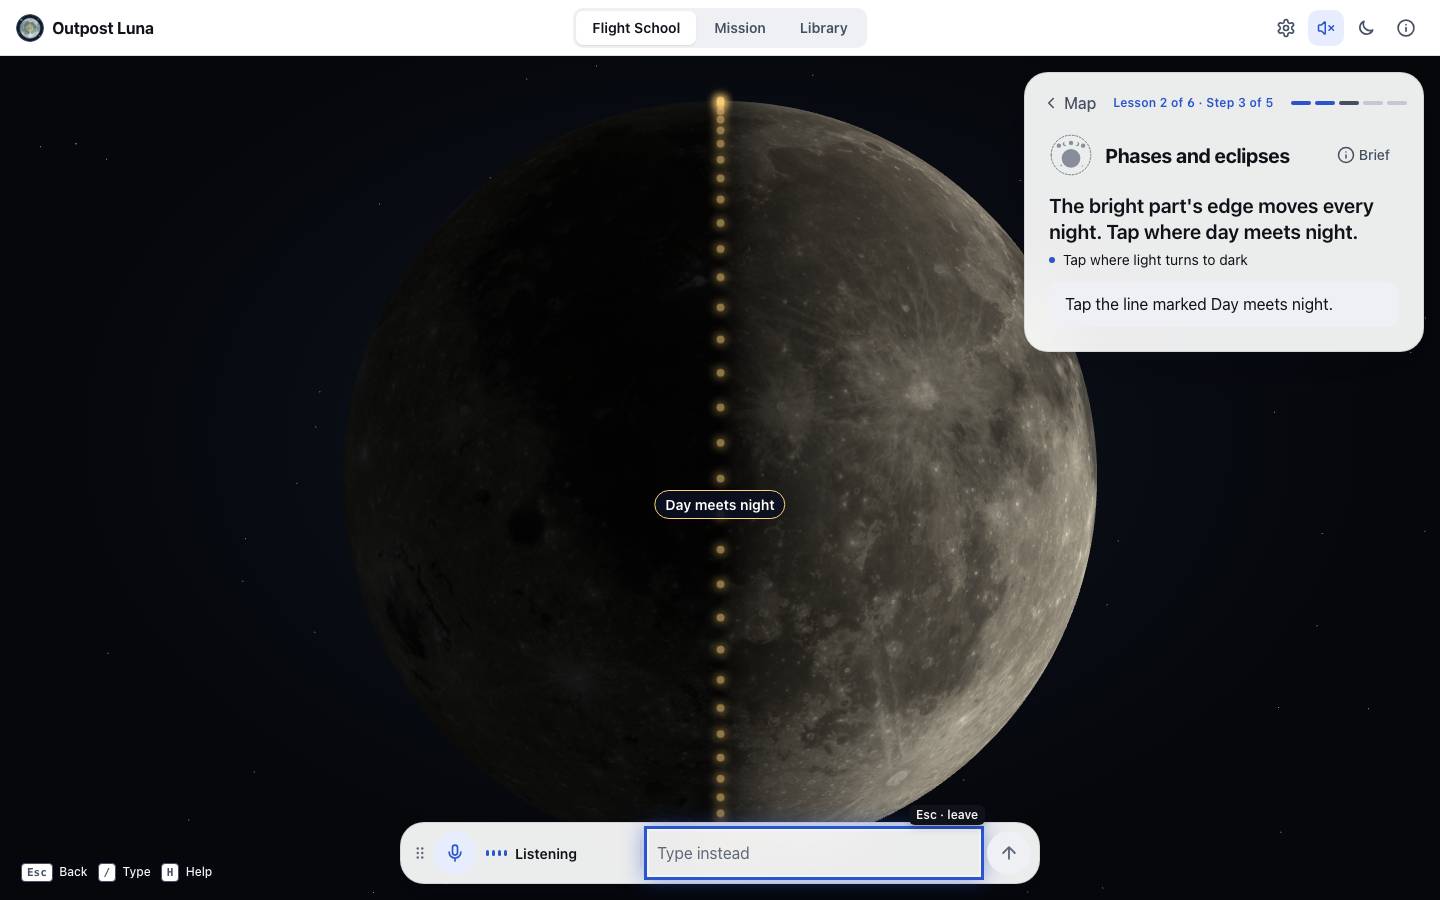 Outpost Luna
Flight School
Mission
Library
Map
Lesson 2 of 6 · Step 3 of 5
Phases and eclipses
Brief
The bright part's edge moves every
night. Tap where day meets night.
Tap where light turns to dark
Tap the line marked Day meets night.
Day meets night
Esc · leave
Listening
Type instead
Esc Back / Type H Help